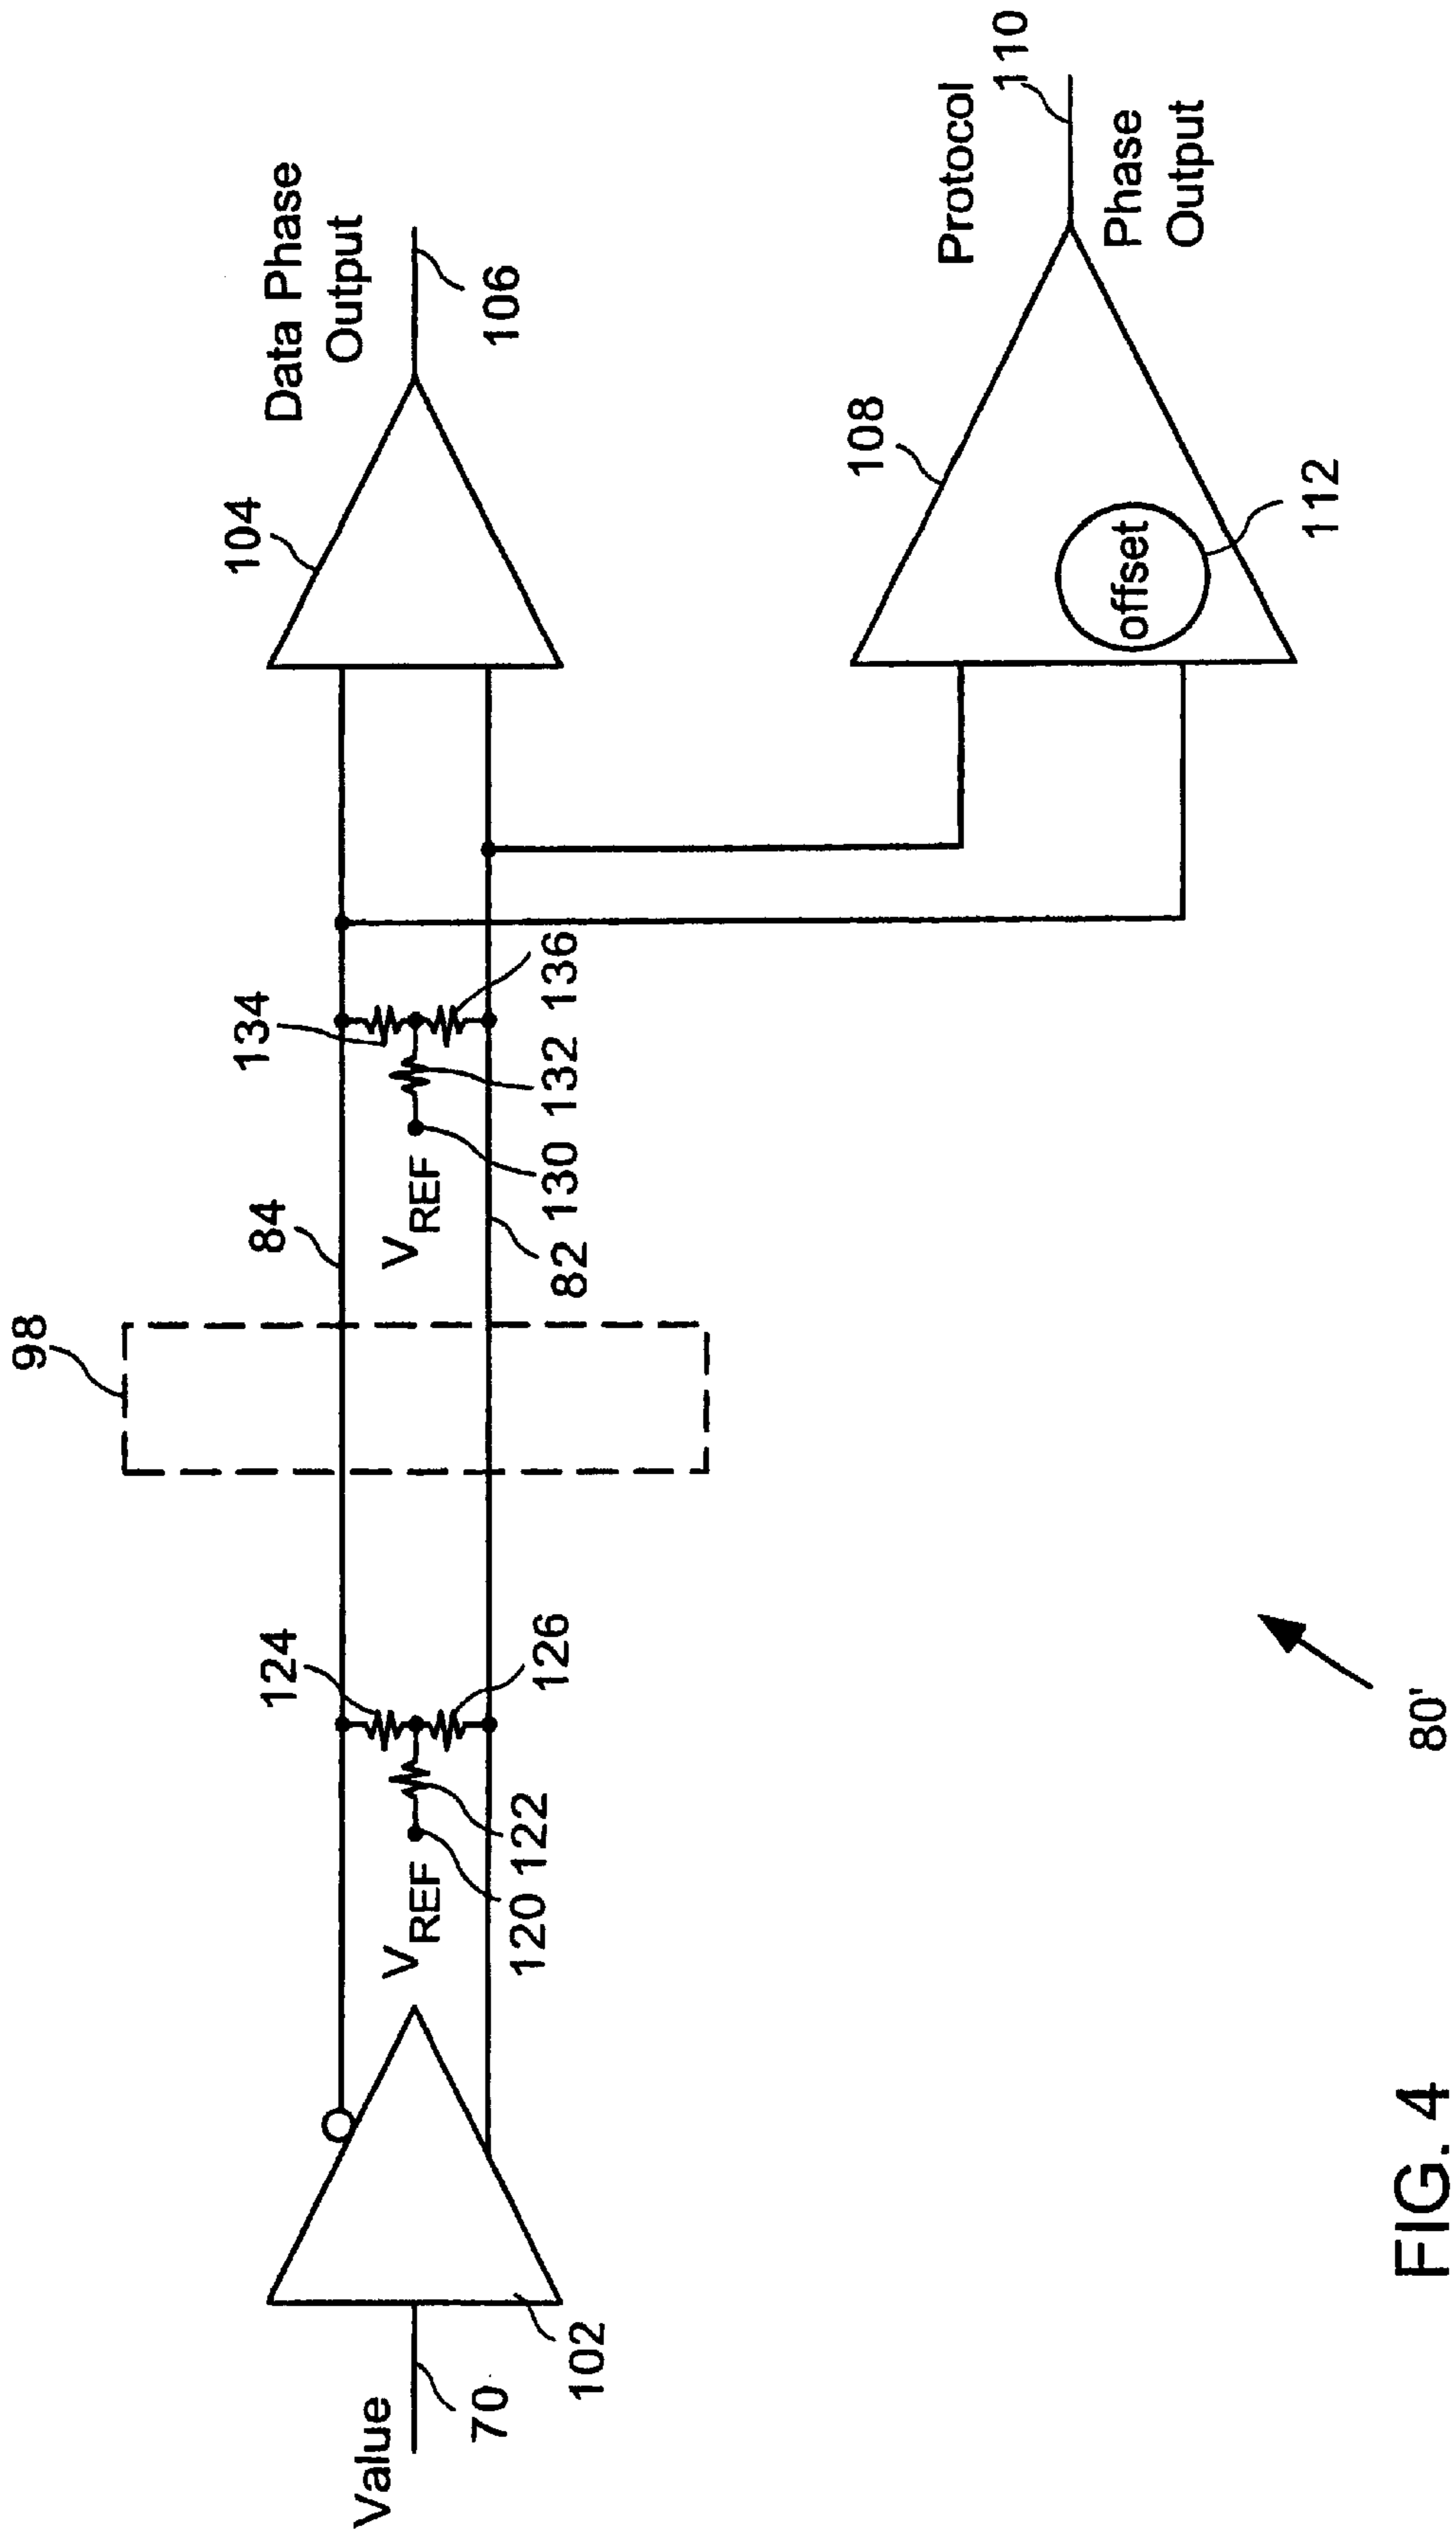 98
84
134
104
Data Phase
Output
106
124
126
V
REF
120
122
V
REF
130
132
136
82
Value
70
102
108
Protocol
110
Phase
Output
offset
112
80'
FIG. 4